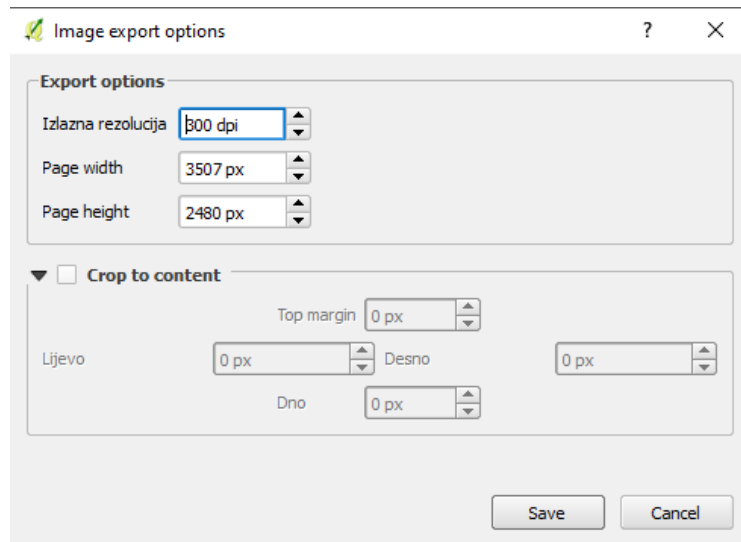 Image export options ?
Export options
Izlazna rezolucija 300 dpi
Page width 3507 px
Page height 2480 px
Crop to content
Top margin 0 px
Lijevo 0 px Desno 0 px
Dno 0 px
Save Cancel